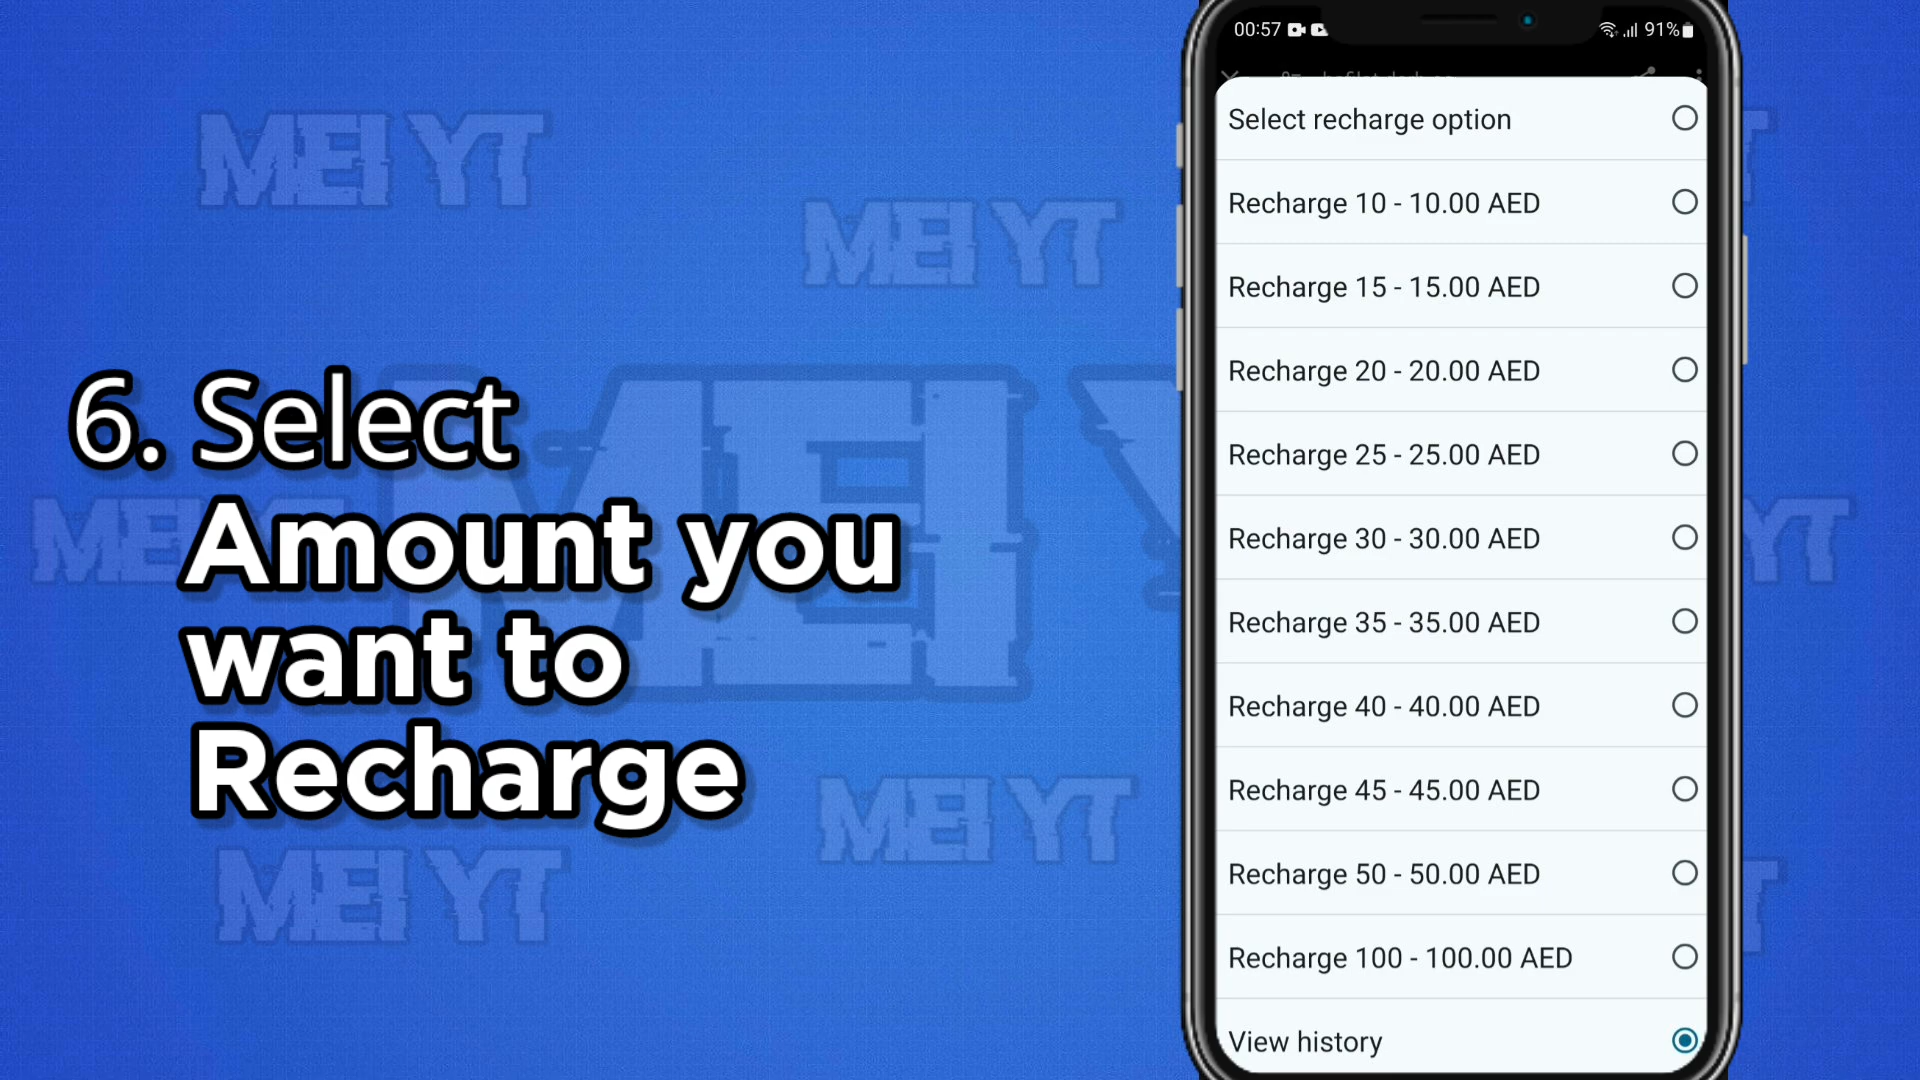 MEI YT
MEI YT
6. Select
Amount you
want to
Recharge
MEI YT
MEI YT
00:57
91%
Select recharge option
Recharge 10 - 10.00 AED
Recharge 15 - 15.00 AED
Recharge 20 - 20.00 AED
Recharge 25 - 25.00 AED
Recharge 30 - 30.00 AED
Recharge 35 - 35.00 AED
Recharge 40 - 40.00 AED
Recharge 45 - 45.00 AED
Recharge 50 - 50.00 AED
Recharge 100 - 100.00 AED
View history